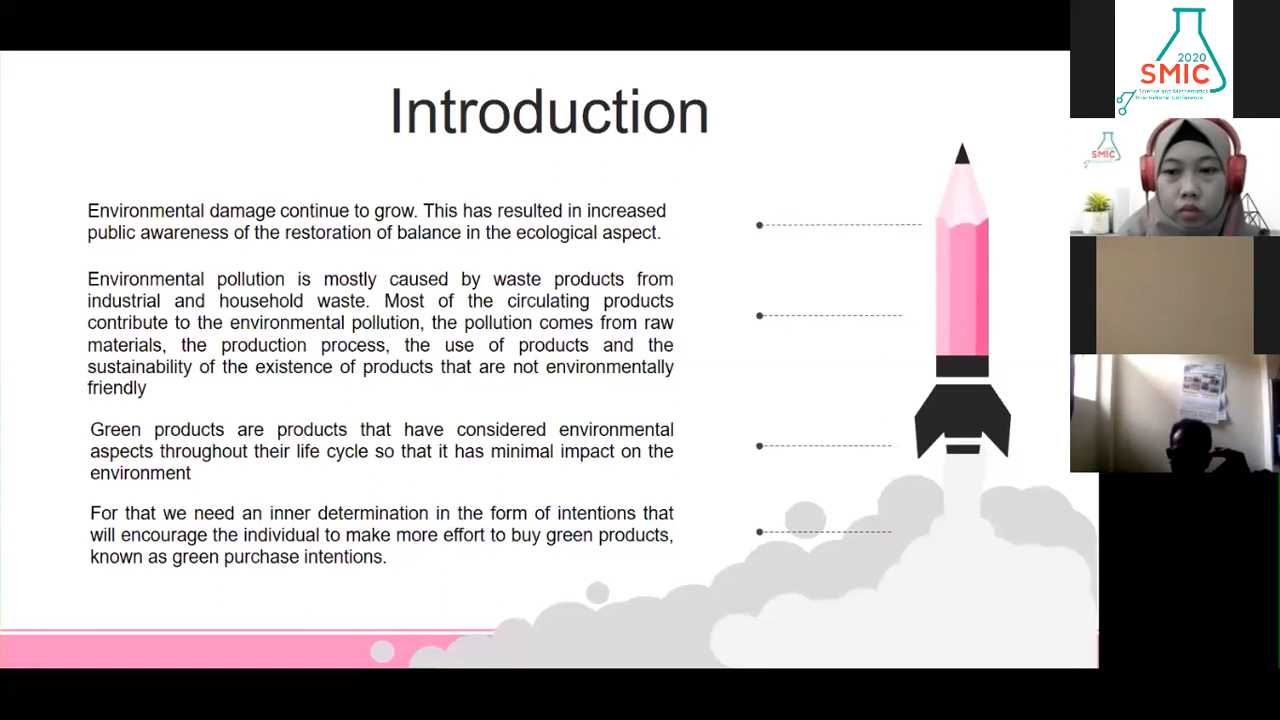 Introduction
Environmental damage continue to grow. This has resulted in increased
public awareness of the restoration of balance in the ecological aspect.
Environmental pollution is mostly caused by waste products from
industrial and household waste. Most of the circulating products
contribute to the environmental pollution, the pollution comes from raw
materials, the production process, the use of products and the
sustainability of the existence of products that are not environmentally
friendly
Green products are products that have considered environmental
aspects throughout their life cycle so that it has minimal impact on the
environment
For that we need an inner determination in the form of intentions that
will encourage the individual to make more effort to buy green products,
known as green purchase intentions.
2020
SMIC
Science and Mathematics
International Conference
SMIC